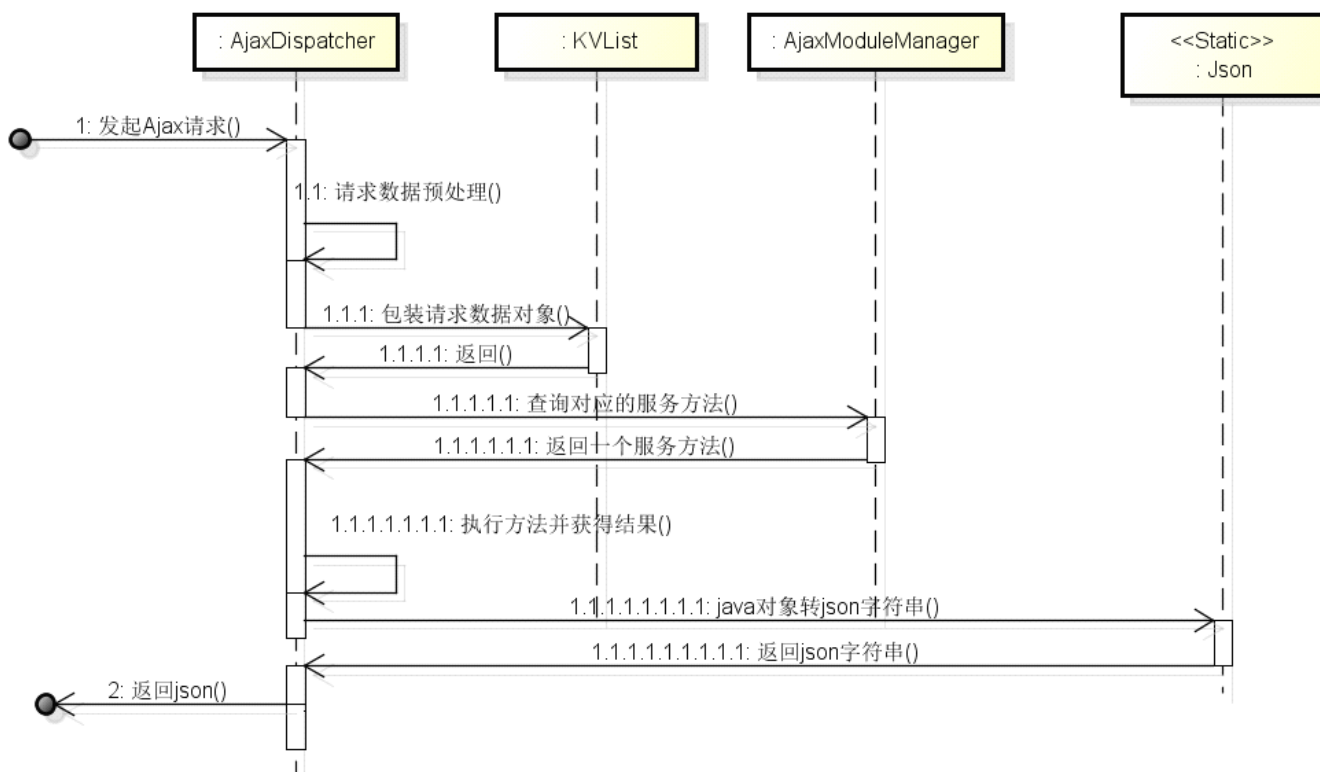 : AjaxDispatcher
: KVList
: AjaxModuleManager
<<Static>>
: Json
1: 发起Ajax请求()
1.1: 请求数据预处理()
1.1.1: 包装请求数据对象()
1.1.1.1: 返回()
1.1.1.1.1: 查询对应的服务方法()
1.1.1.1.1.1: 返回一个服务方法()
1.1.1.1.1.1.1: 执行方法并获得结果()
1.1.1.1.1.1.1.1: java对象转json字符串()
1.1.1.1.1.1.1.1.1: 返回json字符串()
2: 返回json()